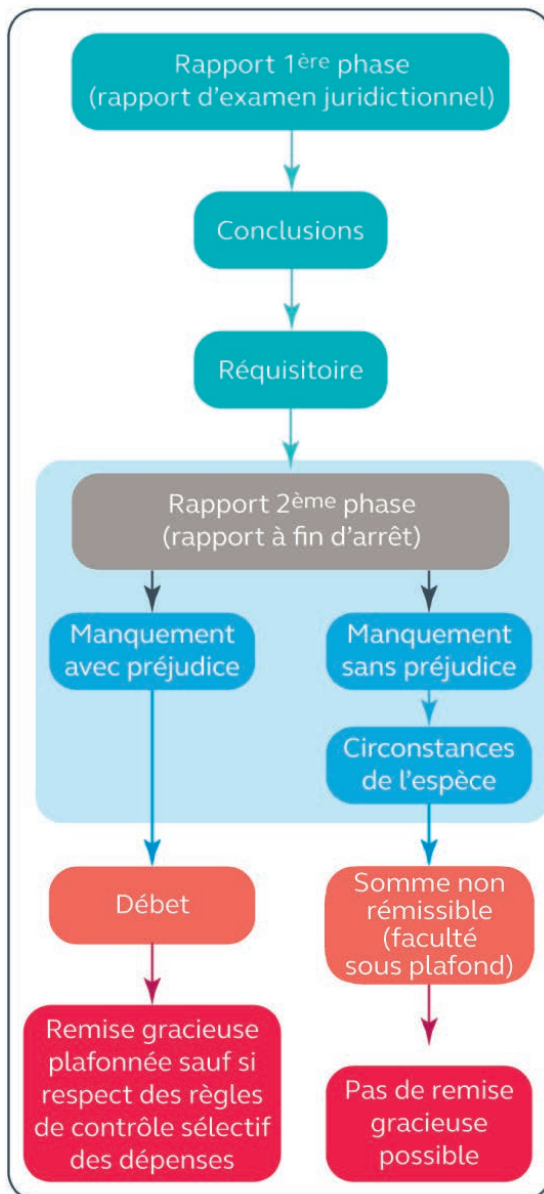 Rapport 1ère phase
(rapport d'examen juridictionnel)
Conclusions
Réquisitoire
Rapport 2ème phase
(rapport à fin d'arrêt)
Manquement
avec préjudice
Manquement
sans préjudice
Circonstances
de l'espèce
Débet
Somme non
rémissible
(faculté
sous plafond)
Remise gracieuse
plafonnée sauf si
respect des règles
de contrôle sélectif
des dépenses
Pas de remise
gracieuse
possible